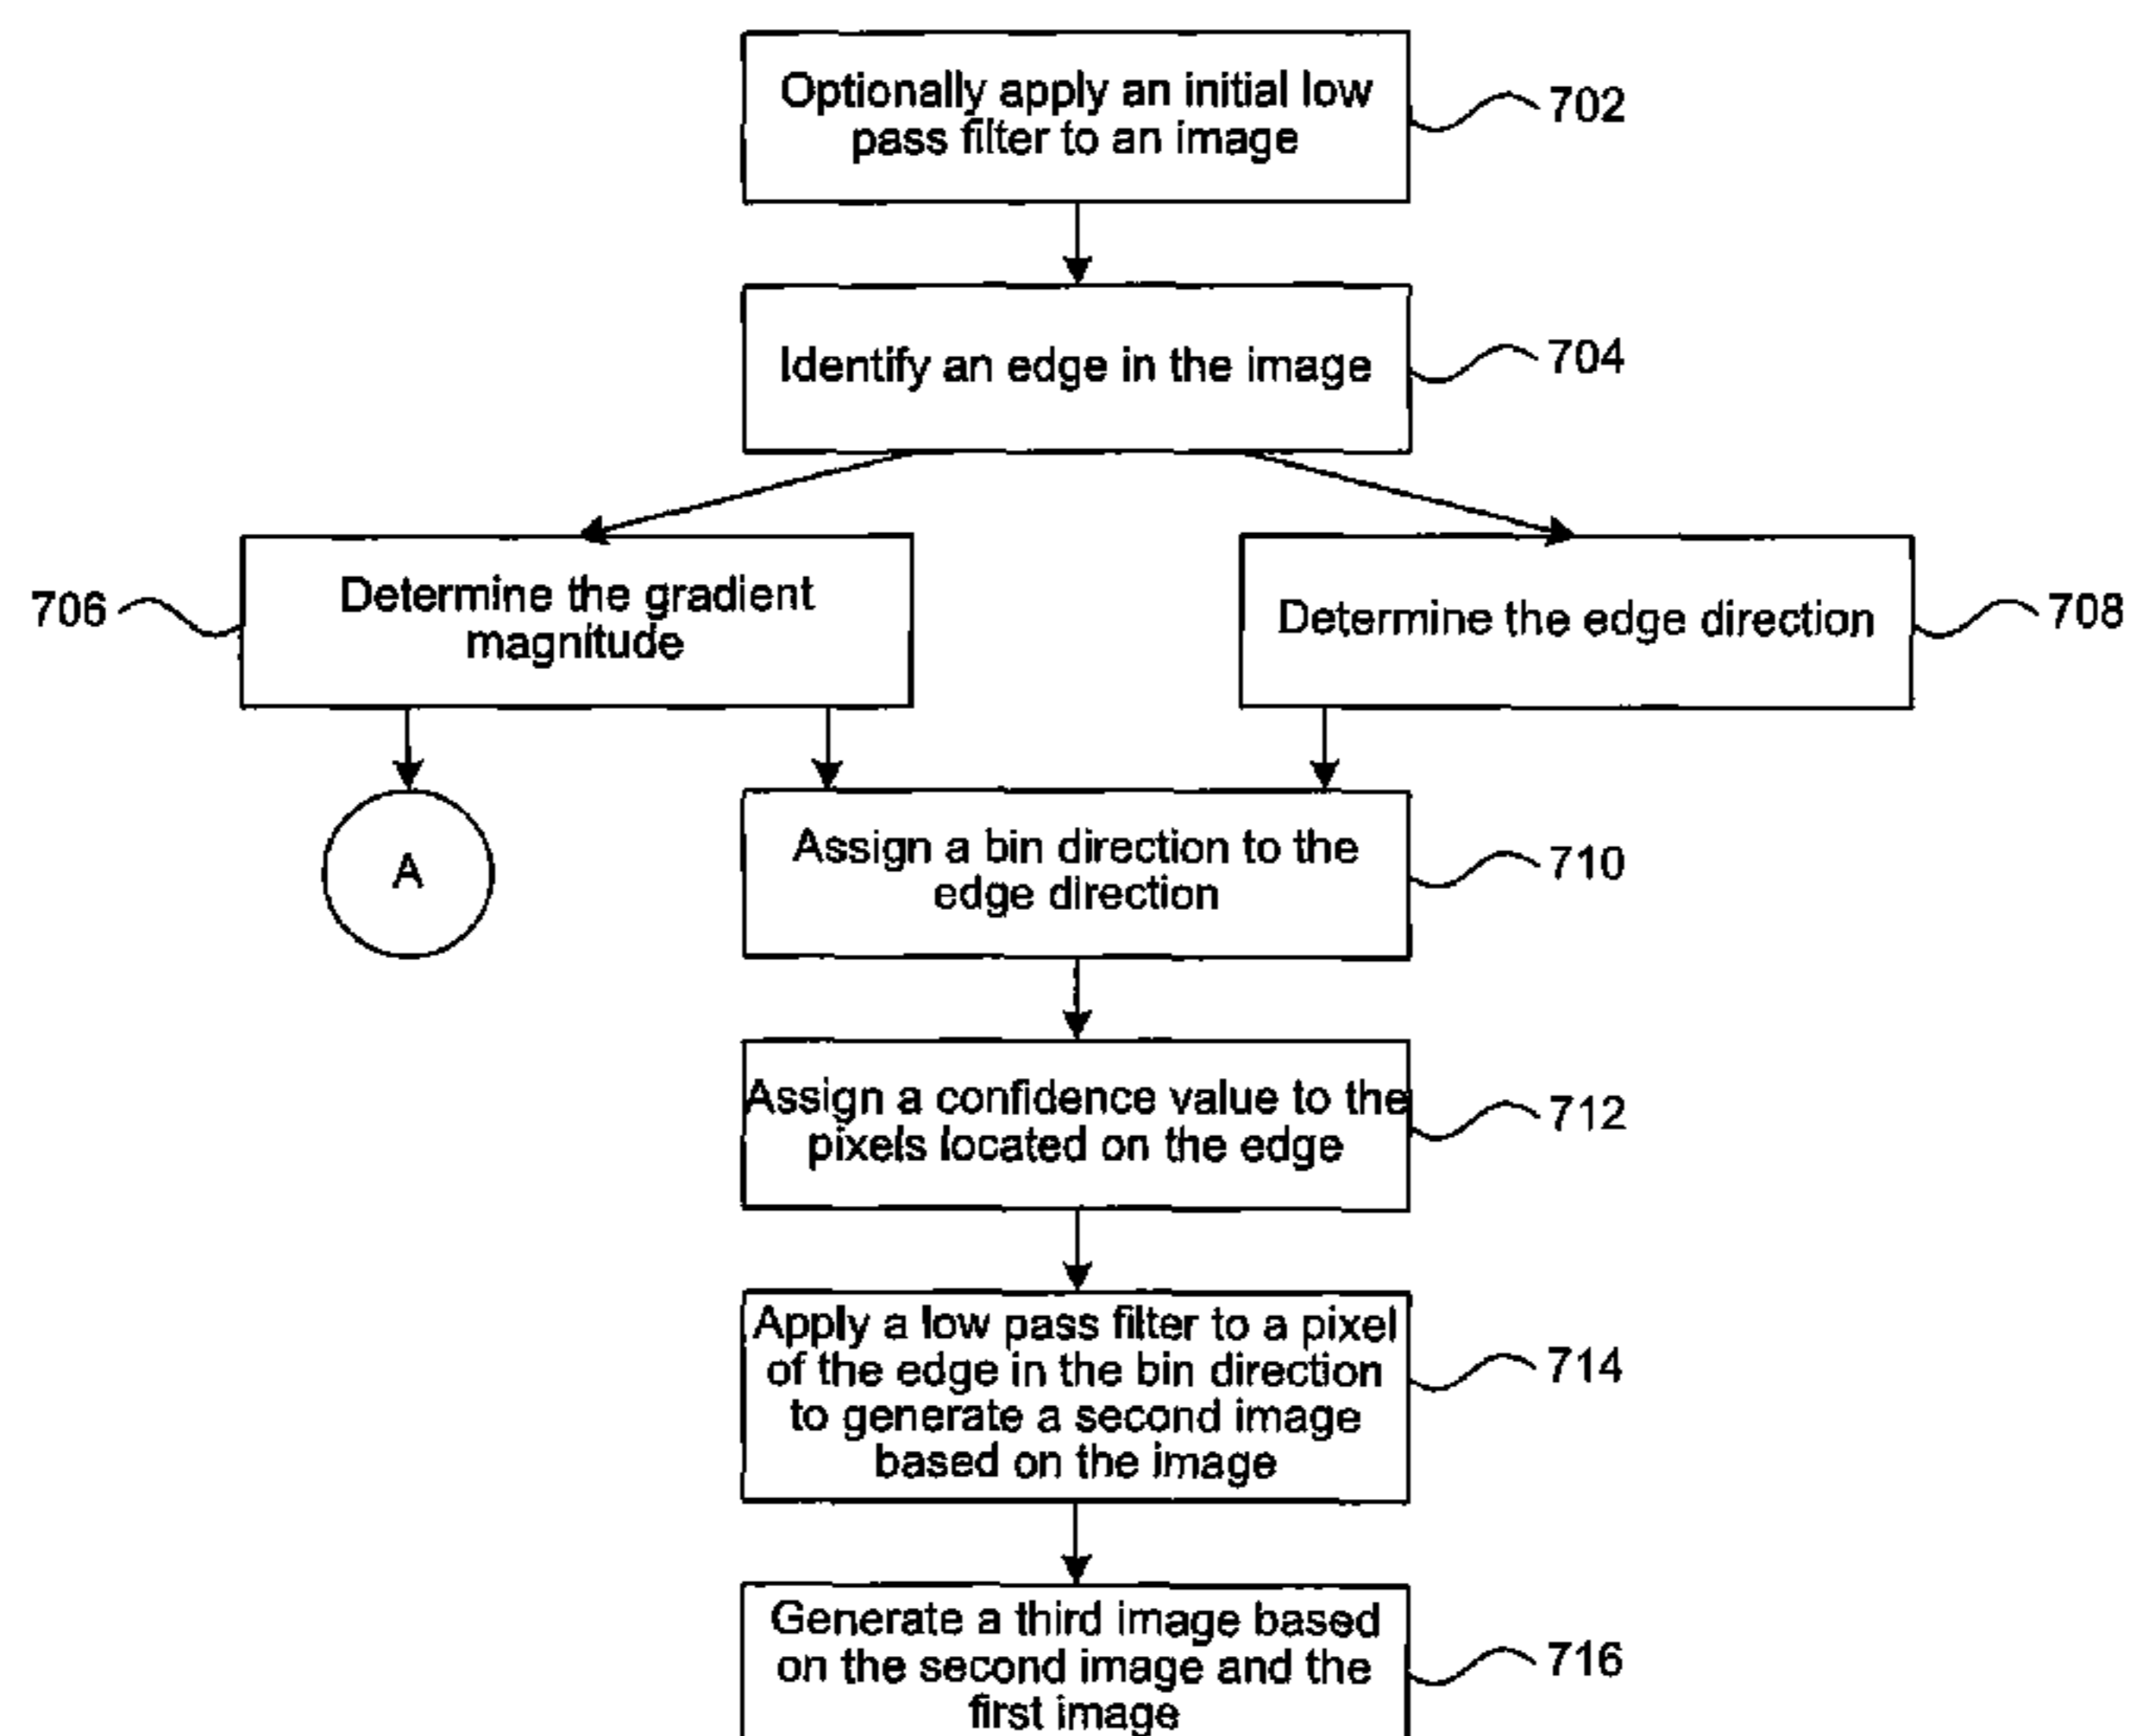 Optionally apply an initial low
pass filter to an image
702
Identify an edge in the image
704
706
Determine the gradient
magnitude
Determine the edge direction
708
A
Assign a bin direction to the
edge direction
710
Assign a confidence value to the
pixels located on the edge
712
Apply a low pass filter to a pixel
of the edge in the bin direction
to generate a second image
based on the image
714
Generate a third image based
on the second image and the
first image
716